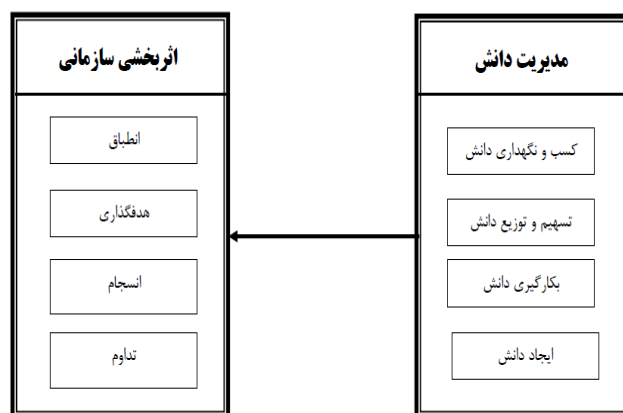 مدیریت دانش
کسب و نگهداری دانش
تسهیم و توزیع دانش
بکارگیری دانش
ایجاد دانش
اثربخشی سازمانی
انطباق
هدفگذاری
انسجام
تداوم